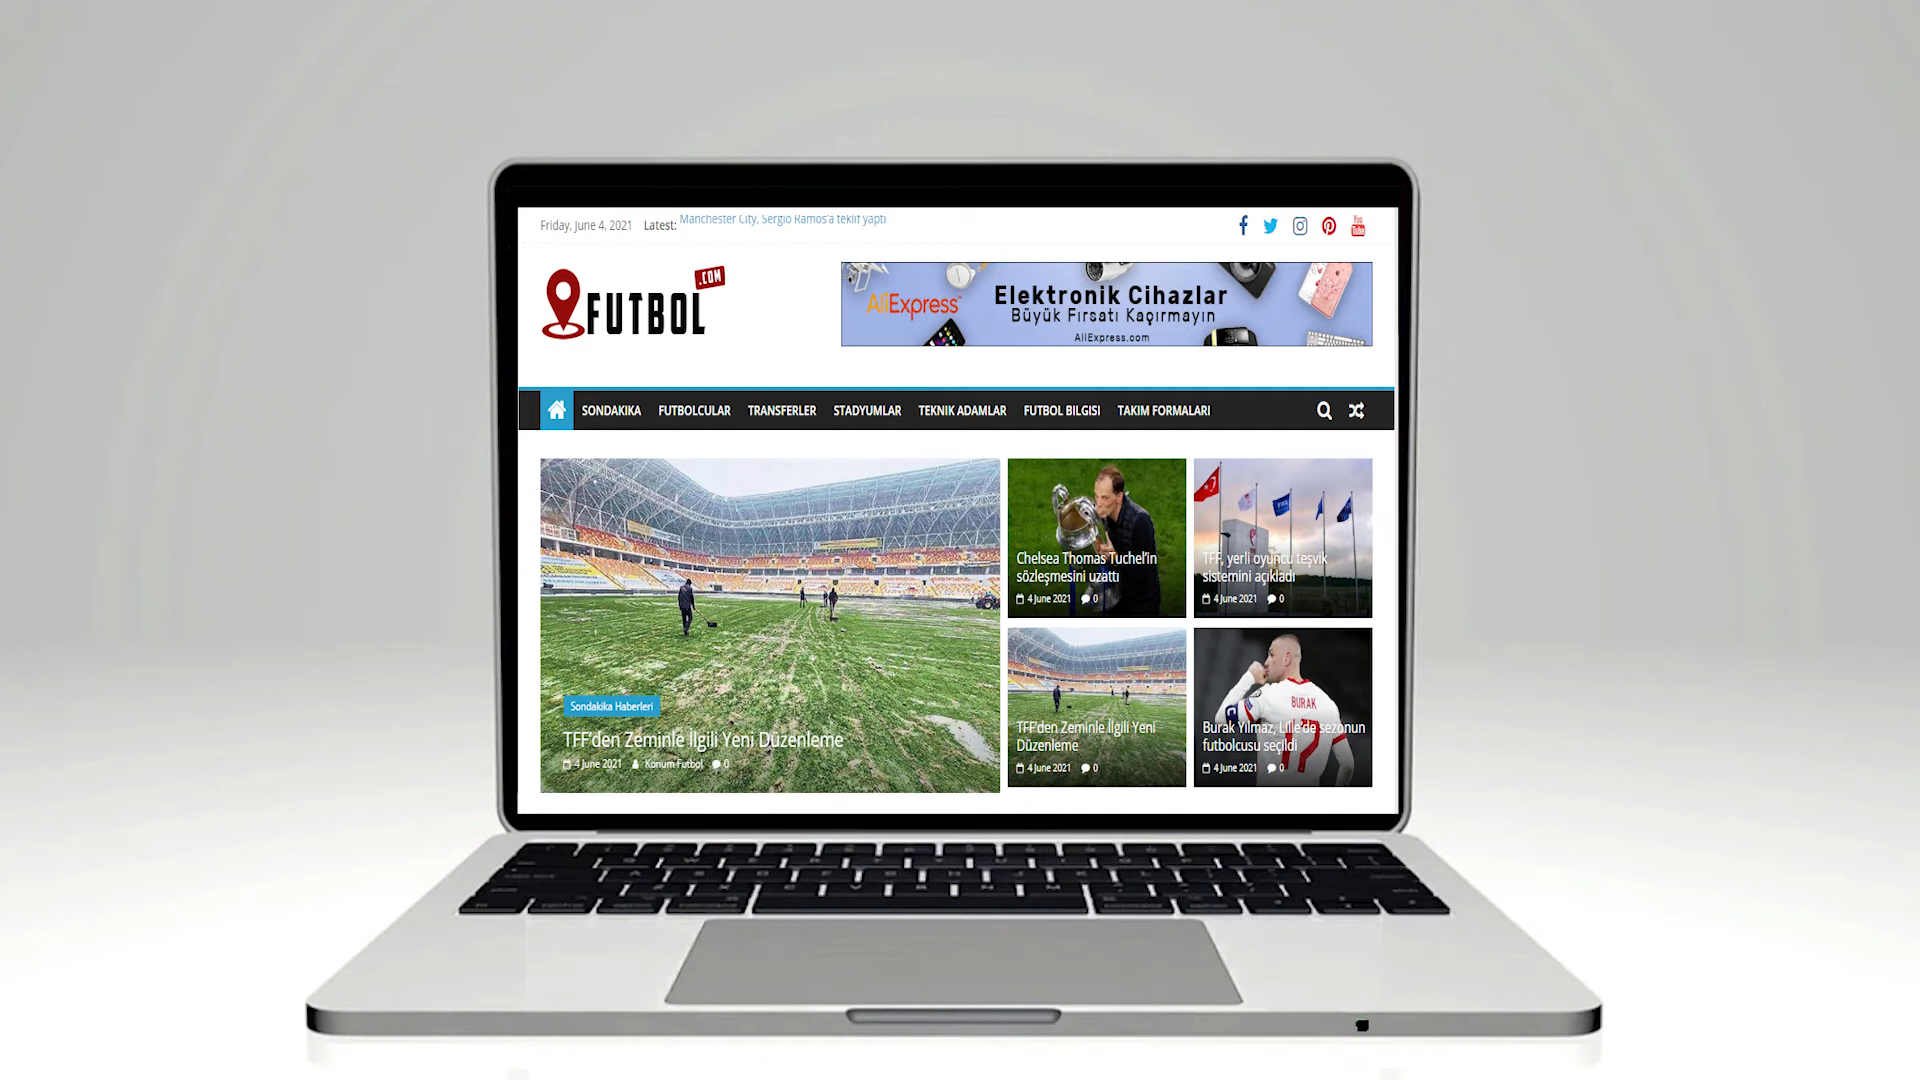 Friday, June 4, 2021 Latest: Manchester City, Sergio Ramos'a teklif yaptı
You
Tube
FUTBOL .COM
AliExpress
Elektronik Cihazlar
Büyük Fırsatı Kaçırmayın
AliExpress.com
SONDAKIKA FUTBOLCULAR TRANSFERLER STADYUMLAR TEKNIK ADAMLAR FUTBOL BILGISI TAKIM FORMALARI
Sondakika Haberleri
TFF'den Zeminle İlgili Yeni Düzenleme
4 June 2021 Konum Futbol 0
Chelsea Thomas Tuchel'in
sözleşmesini uzattı
4 June 2021 0
TFF, yerli oyuncu teşvik
sistemini açıkladı
4 June 2021 0
TFF'den Zeminle İlgili Yeni
Düzenleme
4 June 2021 0
BURAK
17
Burak Yılmaz, Lille'de sezonun
futbolcusu seçildi
4 June 2021 0